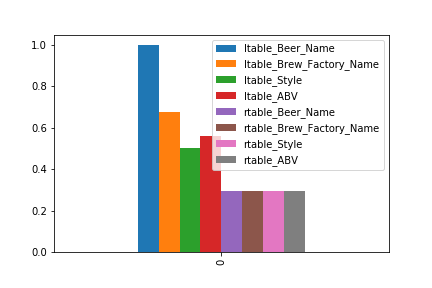 1.0
0.8
0.6
0.4
0.2
0.0
0
ltable_Beer_Name
ltable_Brew_Factory_Name
ltable_Style
ltable_ABV
rtable_Beer_Name
rtable_Brew_Factory_Name
rtable_Style
rtable_ABV